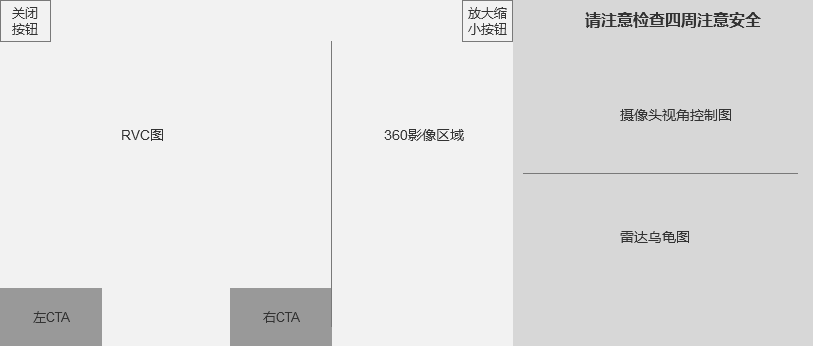 关闭
按钮
放大缩
小按钮
请注意检查四周注意安全
摄像头视角控制图
RVC图
360影像区域
雷达乌龟图
左CTA
右CTA